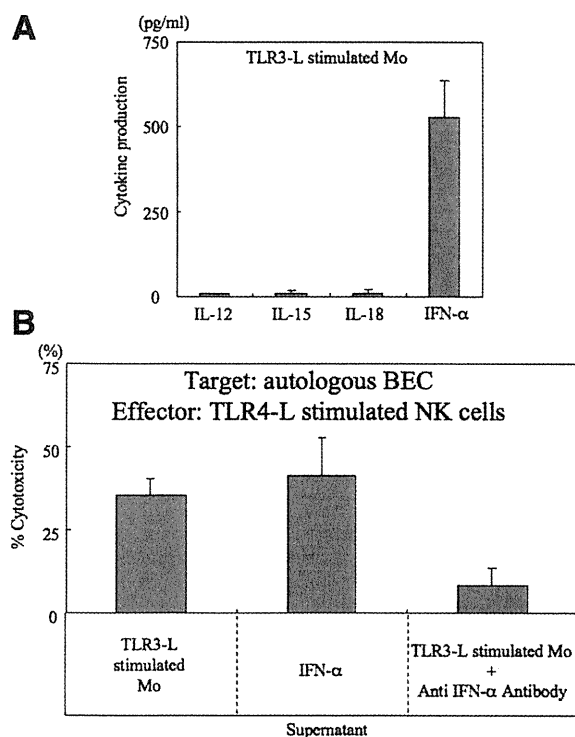 A
(pg/ml)
TLR3-L stimulated Mo
750
500
250
0
Cytokine production
IL-12 IL-15 IL-18 IFN-α
B
(%)
Target: autologous BEC
Effector: TLR4-L stimulated NK cells
75
50
25
0
% Cytotoxicity
TLR3-L
stimulated
Mo
IFN-α
TLR3-L stimulated Mo
+
Anti IFN-α Antibody
Supernatant